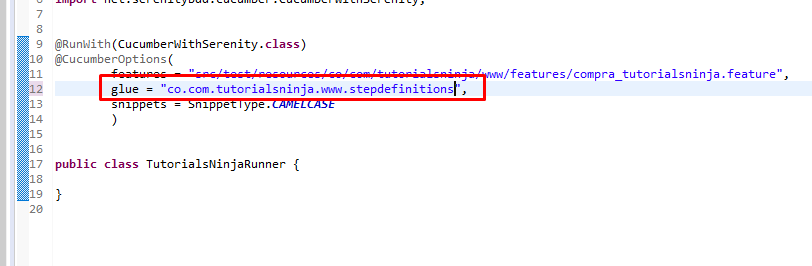 6 import net.serenitybdd.cucumber.CucumberWithSerenity;
7
8
9 @RunWith(CucumberWithSerenity.class)
10 @CucumberOptions(
11 features = "src/test/resources/co/com/tutorialsninja/www/features/compra_tutorialsninja.feature",
12 glue = "co.com.tutorialsninja.www.stepdefinitions",
13 snippets = SnippetType.CAMELCASE
14 )
15
16
17 public class TutorialsNinjaRunner {
18
19 }
20